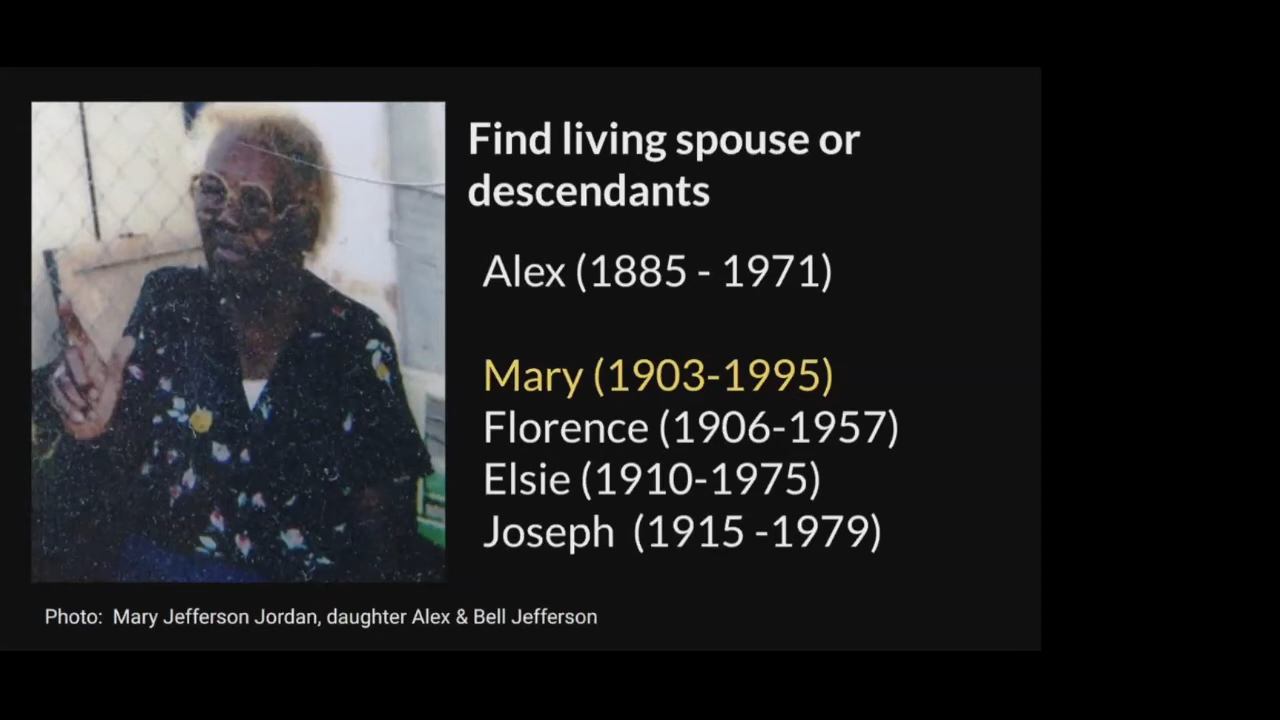 Find living spouse or
descendants
Alex (1885 - 1971)
Mary (1903-1995)
Florence (1906-1957)
Elsie (1910-1975)
Joseph (1915 -1979)
Photo: Mary Jefferson Jordan, daughter Alex & Bell Jefferson